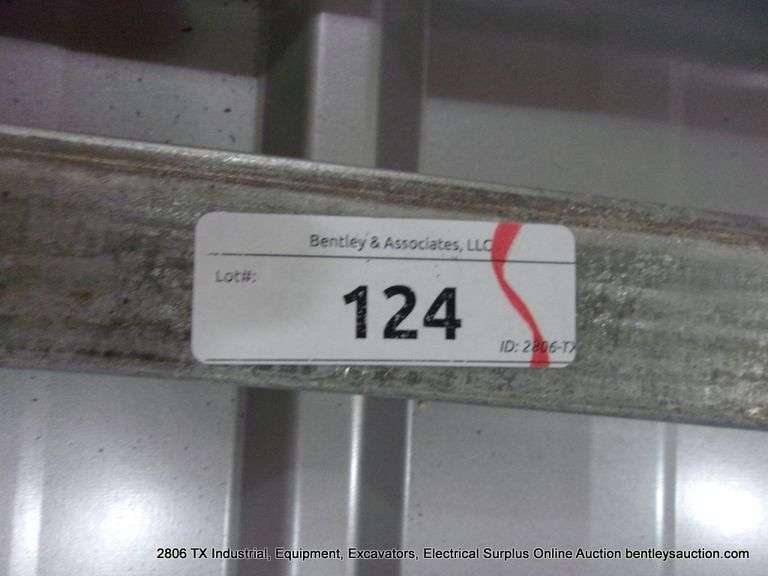 Bentley & Associates, LLC
Lot#:
124
ID: 2806-TX
2806 TX Industrial, Equipment, Excavators, Electrical Surplus Online Auction bentleysauction.com